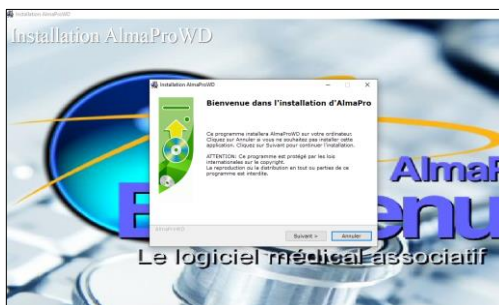 Installation AlmaProWD
Installation AlmaProWD
Installation AlmaProWD
Bienvenue dans l'installation d'AlmaPro
Ce programme installera AlmaProWD sur votre ordinateur.
Cliquez sur Annuler si vous ne souhaitez pas installer cette
application. Cliquez sur Suivant pour continuer l'installation.
ATTENTION: Ce programme est protégé par les lois
internationales sur le copyright.
La reproduction ou la distribution en tout ou parties de ce
programme est interdite.
AlmaProWD
Suivant >
Annuler
Le logiciel médical associatif